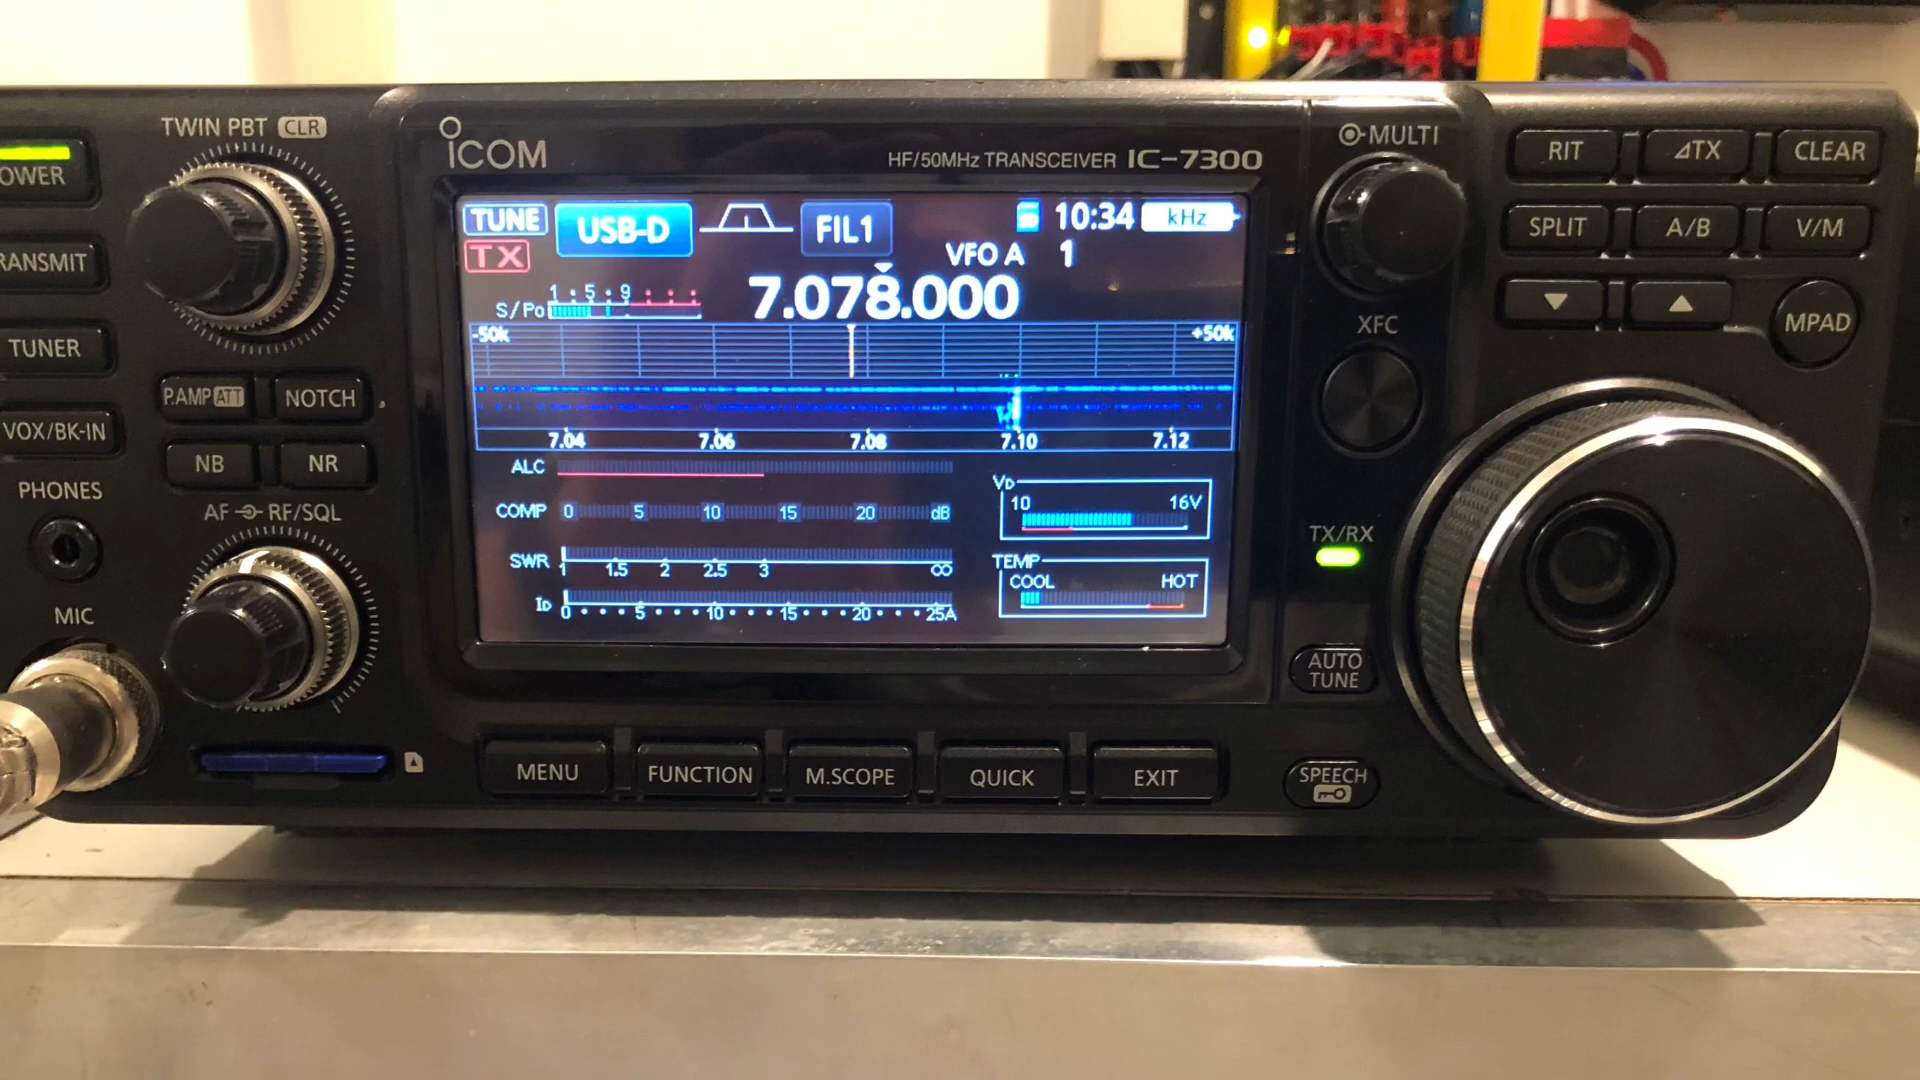 TWIN PBT CLR
OWER
RANSMIT
TUNER
P.AMP ATT NOTCH
VOX/BK-IN
NB NR
PHONES
AF RF/SQL
MIC
ICOM
HF/50MHz TRANSCEIVER IC-7300
TUNE USB-D FIL1 10:34 kHz
TX VFO A 1
S/Po 1 5 9 7.078.000
-50k +50k
7.04 7.06 7.08 7.10 7.12
ALC
COMP 0 5 10 15 20 dB
SWR 1 1.5 2 2.5 3 ∞
ID 0 5 10 15 20 25A
VD
10 16V
TEMP
COOL HOT
MENU FUNCTION M.SCOPE QUICK EXIT
MULTI
XFC
TX/RX
AUTO
TUNE
SPEECH
RIT ⊿TX CLEAR
SPLIT A/B V/M
▼ ▲ MPAD